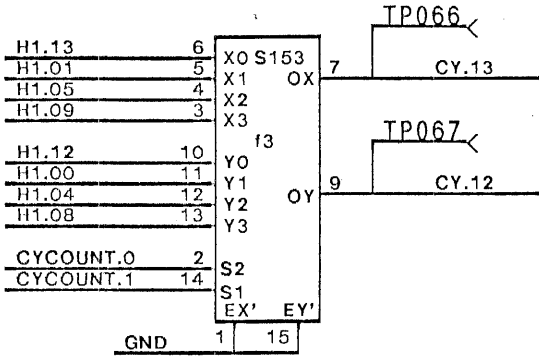 TP066
H1.13 6 X0 S153 7
H1.01 5 X1 OX CY.13
H1.05 4 X2
H1.09 3 X3
TP067
f3
H1.12 10 Y0
H1.00 11 Y1 9
H1.04 12 Y2 OY CY.12
H1.08 13 Y3
CYCOUNT.0 2 S2
CYCOUNT.1 14 S1
EX' EY'
GND 1 15